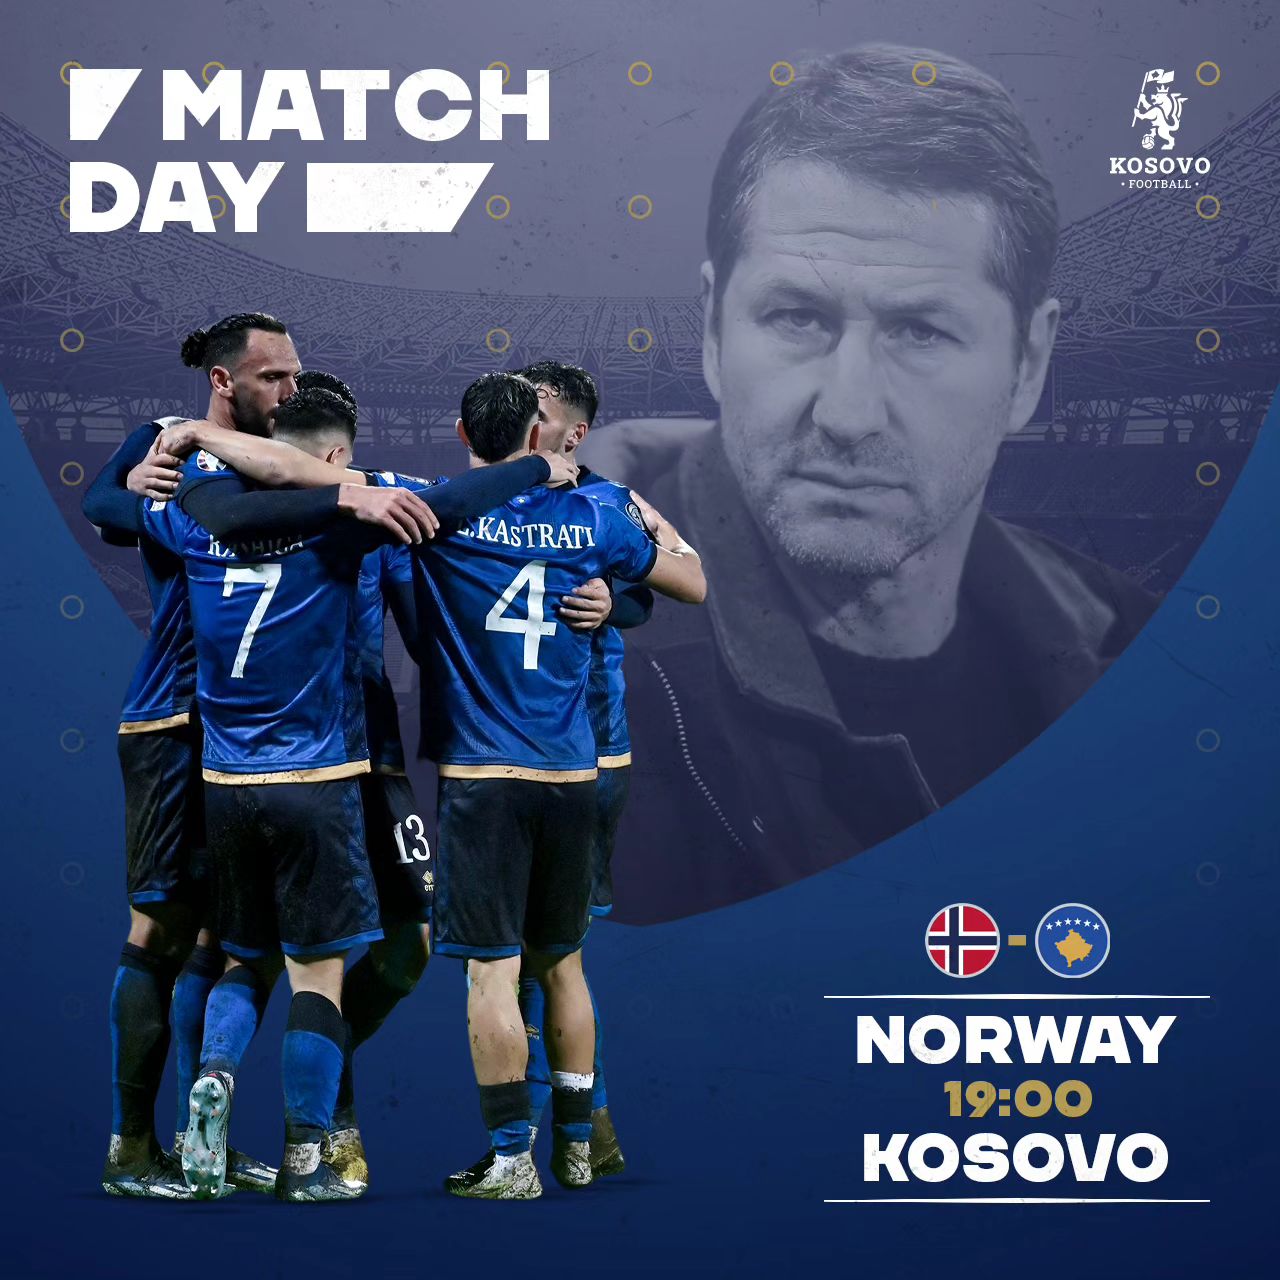 MATCH
DAY
KOSOVO
• FOOTBALL •
7
E.KASTRATI
4
13
NORWAY
19:00
KOSOVO